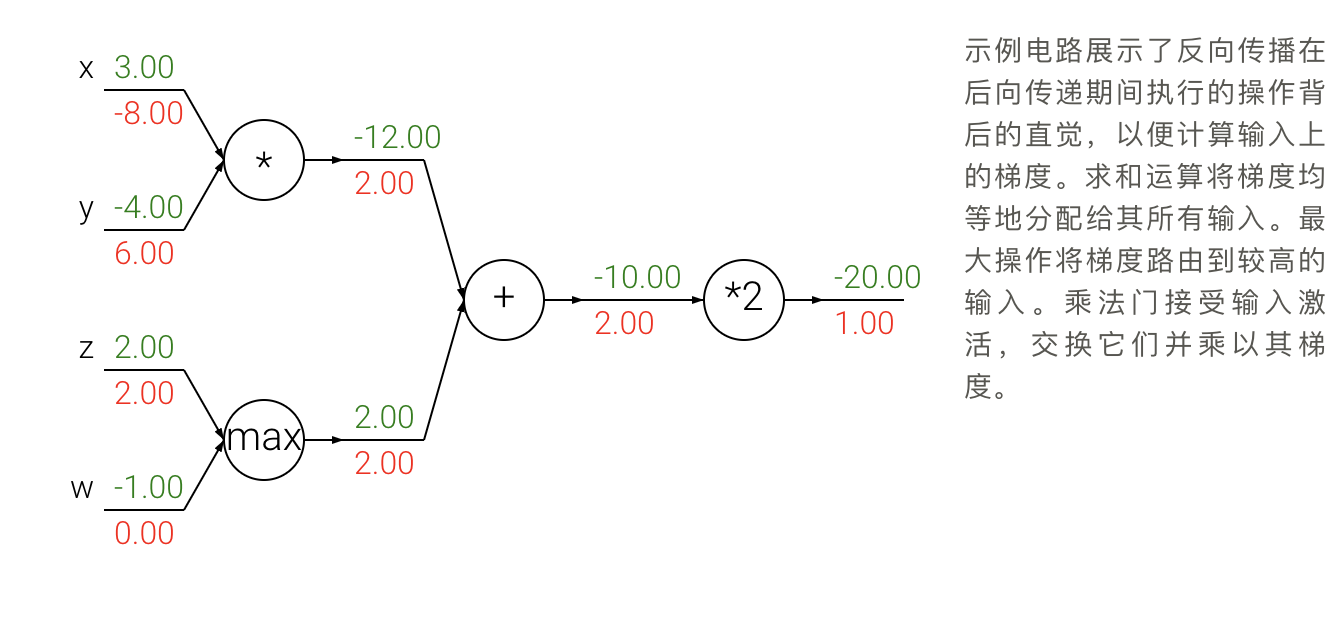 x 3.00
-8.00
*
y -4.00
6.00
-12.00
2.00
z 2.00
2.00
max
w -1.00
0.00
2.00
2.00
+
-10.00
2.00
*2
-20.00
1.00
示例电路展示了反向传播在
后向传递期间执行的操作背
后的直觉，以便计算输入上
的梯度。求和运算将梯度均
等地分配给其所有输入。最
大操作将梯度路由到较高的
输入。乘法门接受输入激
活，交换它们并乘以其梯
度。